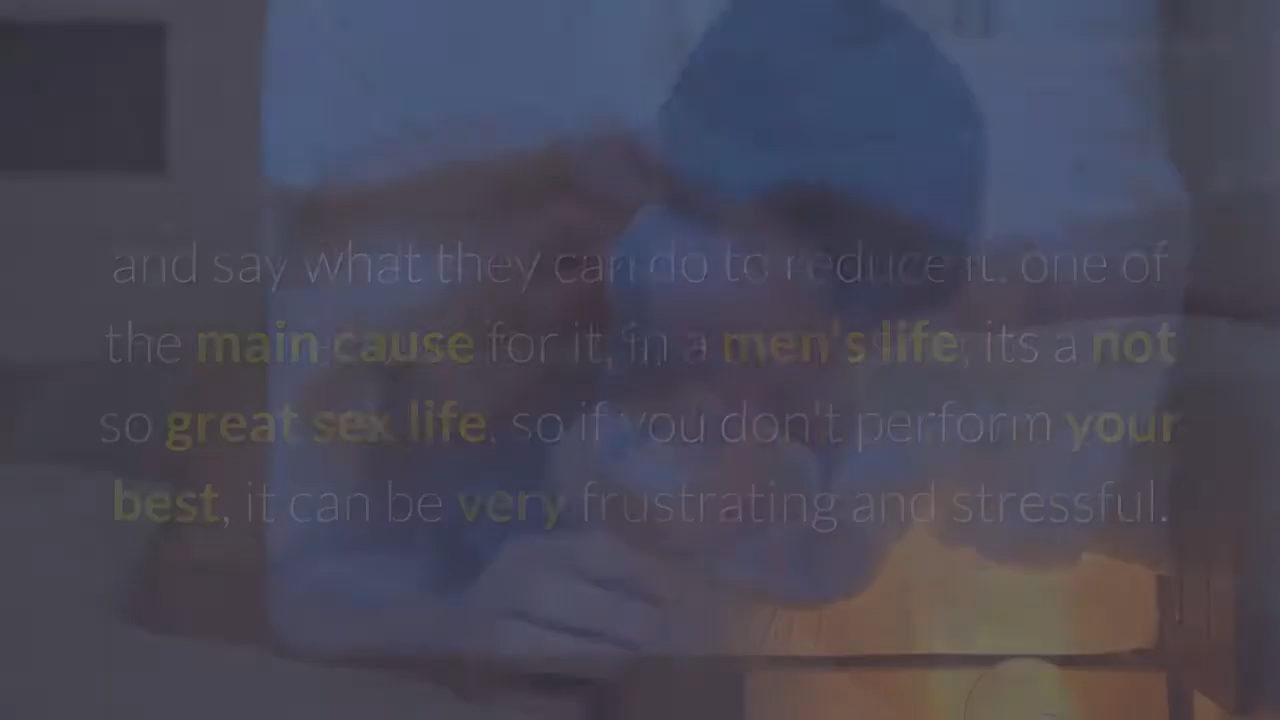 and say what they can do to reduce it. one of
the main cause for it, in a men's life, its a not
so great sex life, so if you don't perform your
best, it can be very frustrating and stressful.